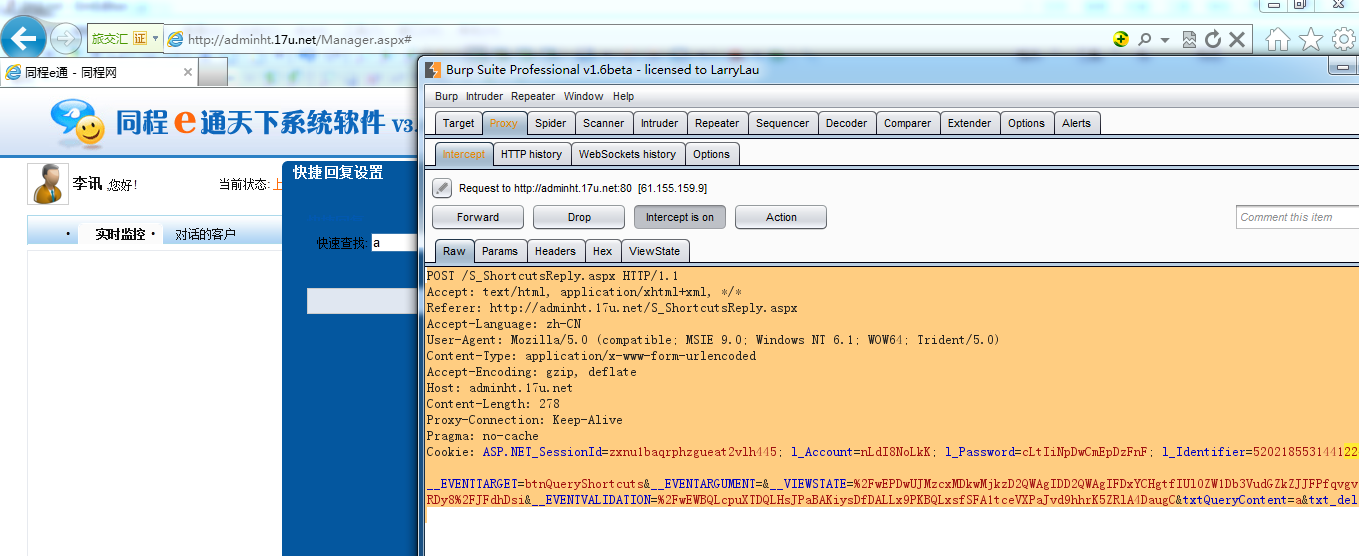 旅交汇 证 http://adminht.17u.net/Manager.aspx#
同程e通 - 同程网
同程e通天下系统软件 v3.
李讯 ,您好! 当前状态: 上
• 实时监控 • 对话的客户
快捷回复设置
快速查找: a
Burp Suite Professional v1.6beta - licensed to LarryLau
Burp Intruder Repeater Window Help
Target Proxy Spider Scanner Intruder Repeater Sequencer Decoder Comparer Extender Options Alerts
Intercept HTTP history WebSockets history Options
Request to http://adminht.17u.net:80 [61.155.159.9]
Forward Drop Intercept is on Action
Comment this item
Raw Params Headers Hex ViewState
POST /S_ShortcutsReply.aspx HTTP/1.1
Accept: text/html, application/xhtml+xml, */*
Referer: http://adminht.17u.net/S_ShortcutsReply.aspx
Accept-Language: zh-CN
User-Agent: Mozilla/5.0 (compatible; MSIE 9.0; Windows NT 6.1; WOW64; Trident/5.0)
Content-Type: application/x-www-form-urlencoded
Accept-Encoding: gzip, deflate
Host: adminht.17u.net
Content-Length: 278
Proxy-Connection: Keep-Alive
Pragma: no-cache
Cookie: ASP.NET_SessionId=zxnu1baqrphzgueat2vlh445; l_Account=nLdI8NoLkK; l_Password=cLtIiNpDwCmEpDzFnF; l_Identifier=520218553144122
__EVENTTARGET=btnQueryShortcuts&__EVENTARGUMENT=&__VIEWSTATE=%2FwEPDwUJMzcxMDkwMjkzD2QWAgIDD2QWAgIFDxYCHgtfIUl0ZW1Db3VudGZkZJJFPfqvgv
RDy8%2FJFdhDsi&__EVENTVALIDATION=%2FwEWBQLcpuXTDQLHsJPaBAKiysDfDALLx9PKBQLxsfSFA1tceVXPaJvd9hhrK5ZRlA4DaugC&txtQueryContent=a&txt_del